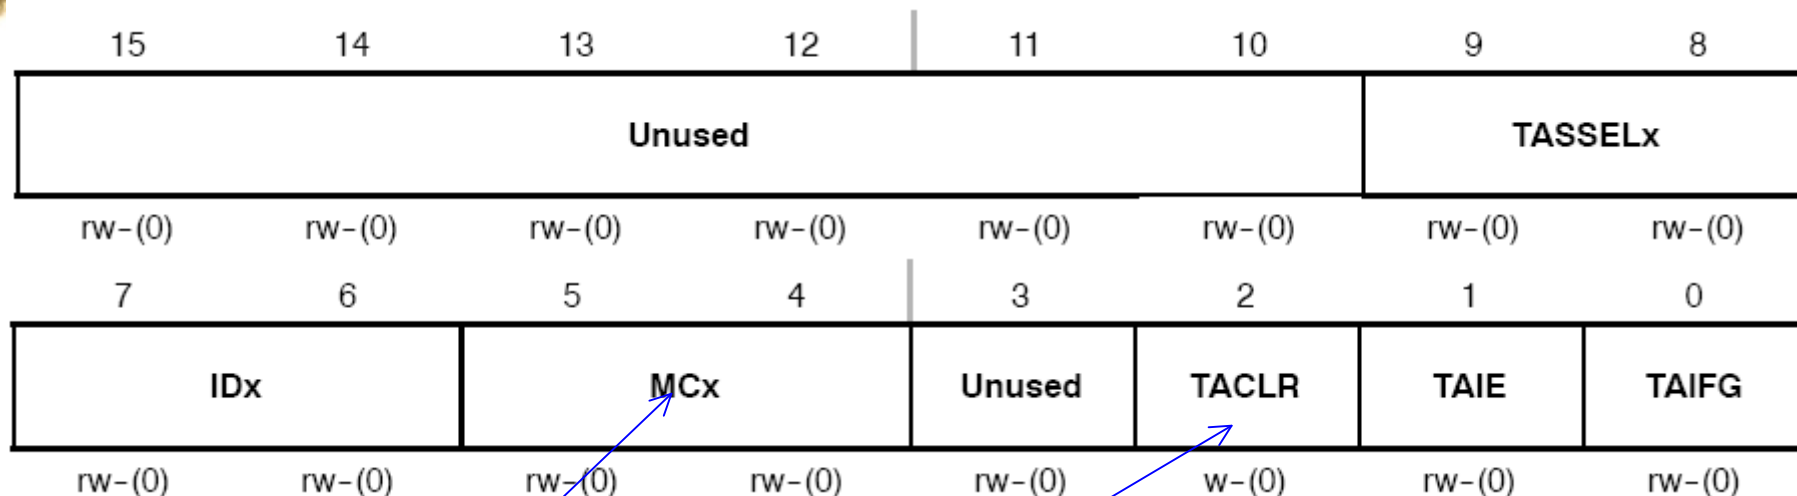 15 14 13 12 11 10 9 8
Unused TASSELx
rw-(0) rw-(0) rw-(0) rw-(0) rw-(0) rw-(0) rw-(0) rw-(0)
7 6 5 4 3 2 1 0
IDx MCx Unused TACLR TAIE TAIFG
rw-(0) rw-(0) rw-(0) rw-(0) rw-(0) w-(0) rw-(0) rw-(0)